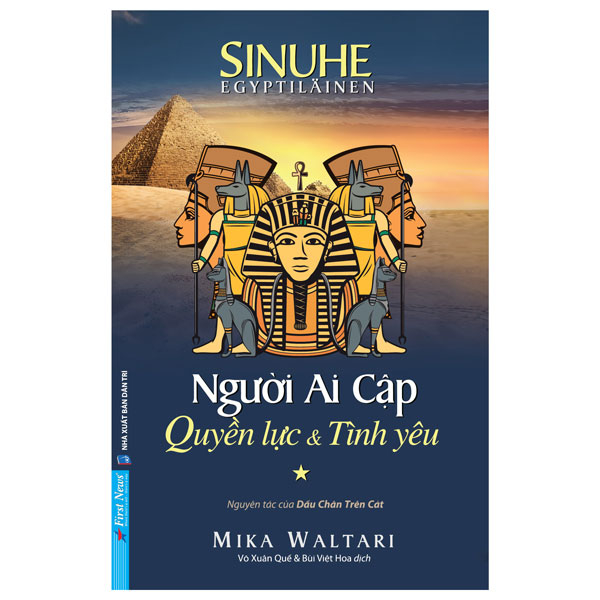 SINUHE
EGYPTILÄINEN
Người Ai Cập
Quyền lực & Tình yêu
Nguyên tác của Dấu Chân Trên Cát
MIKA WALTARI
Võ Xuân Quế & Bùi Việt Hoa dịch
NHÀ XUẤT BẢN DÂN TRÍ
First News